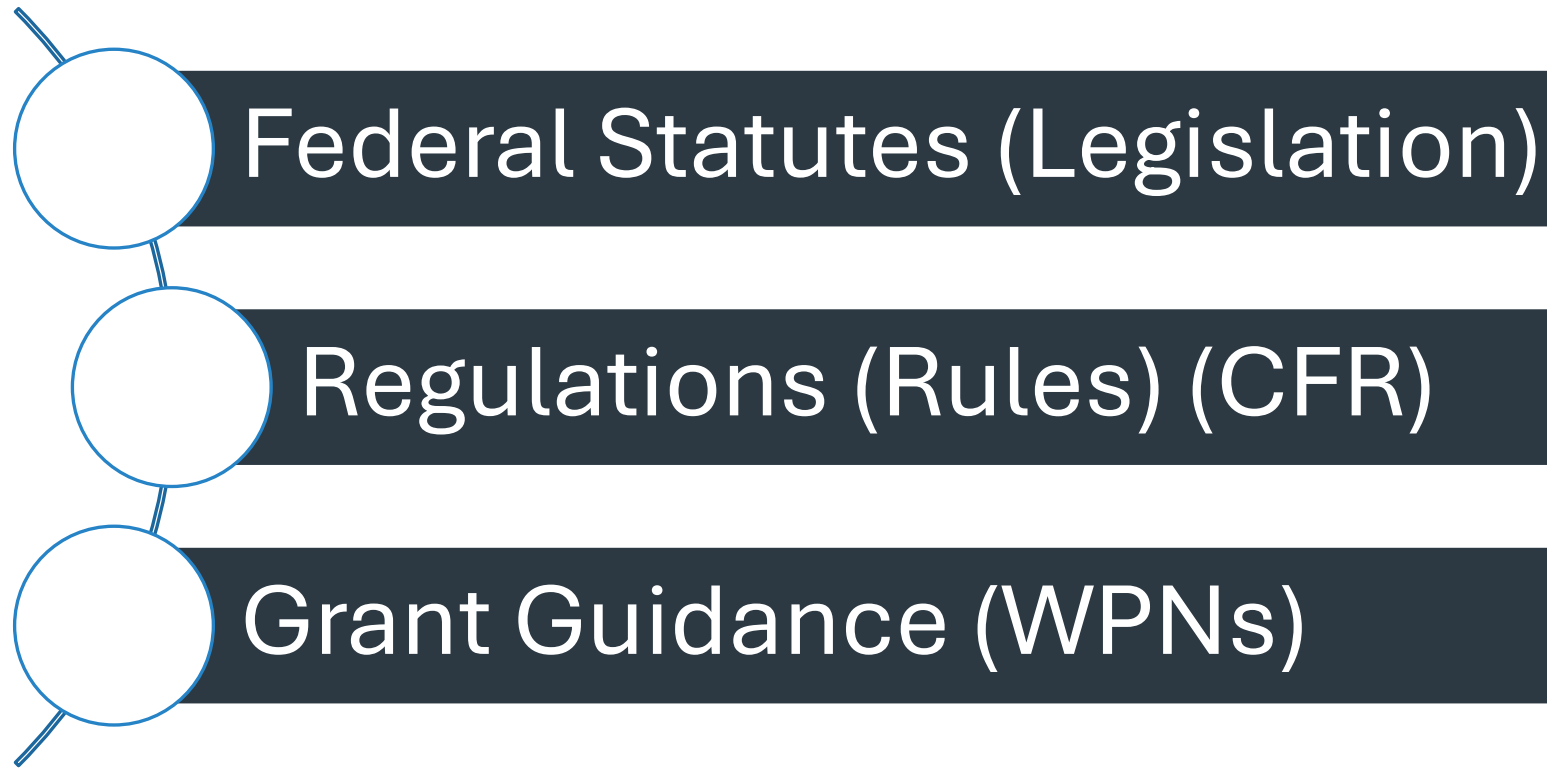 Federal Statutes (Legislation)
Regulations (Rules) (CFR)
Grant Guidance (WPNs)